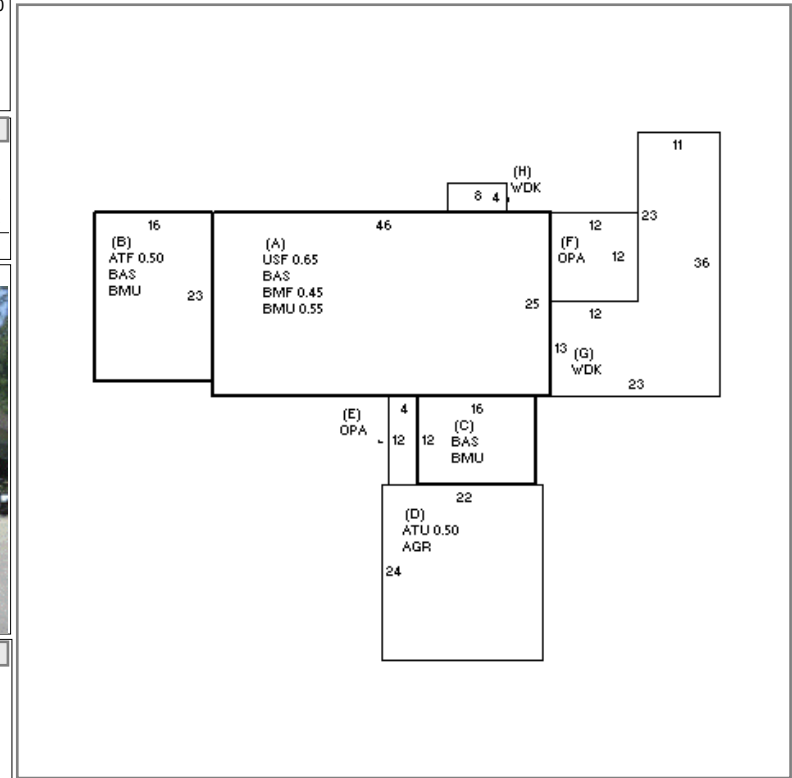 11
(H)
WDK
8 4
16
(B)
ATF 0.50
BAS
BMU
23
46
(A)
USF 0.65
BAS
BMF 0.45
BMU 0.55
25
12
(F)
OPA
12
12
23
36
13
(G)
WDK
23
(E)
OPA
4
12
16
(C)
12 BAS
BMU
22
(D)
ATU 0.50
AGR
24